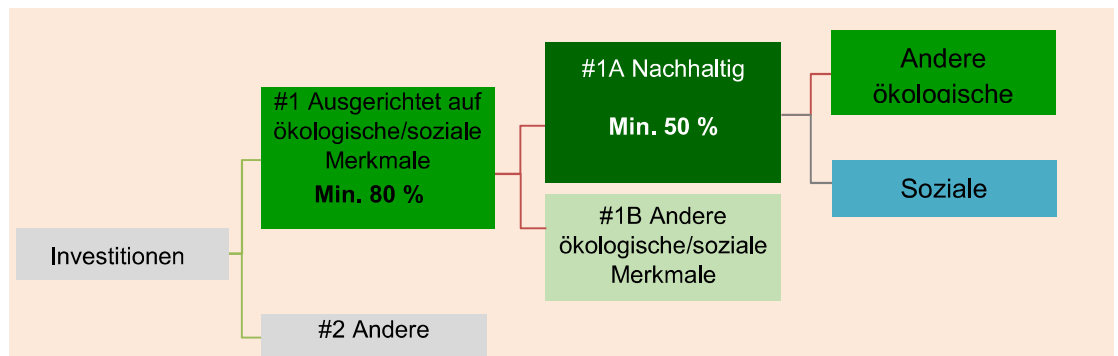 Investitionen
#1 Ausgerichtet auf
ökologische/soziale
Merkmale
Min. 80 %
#2 Andere
#1A Nachhaltig
Min. 50 %
#1B Andere
ökologische/soziale
Merkmale
Andere
ökologische
Soziale